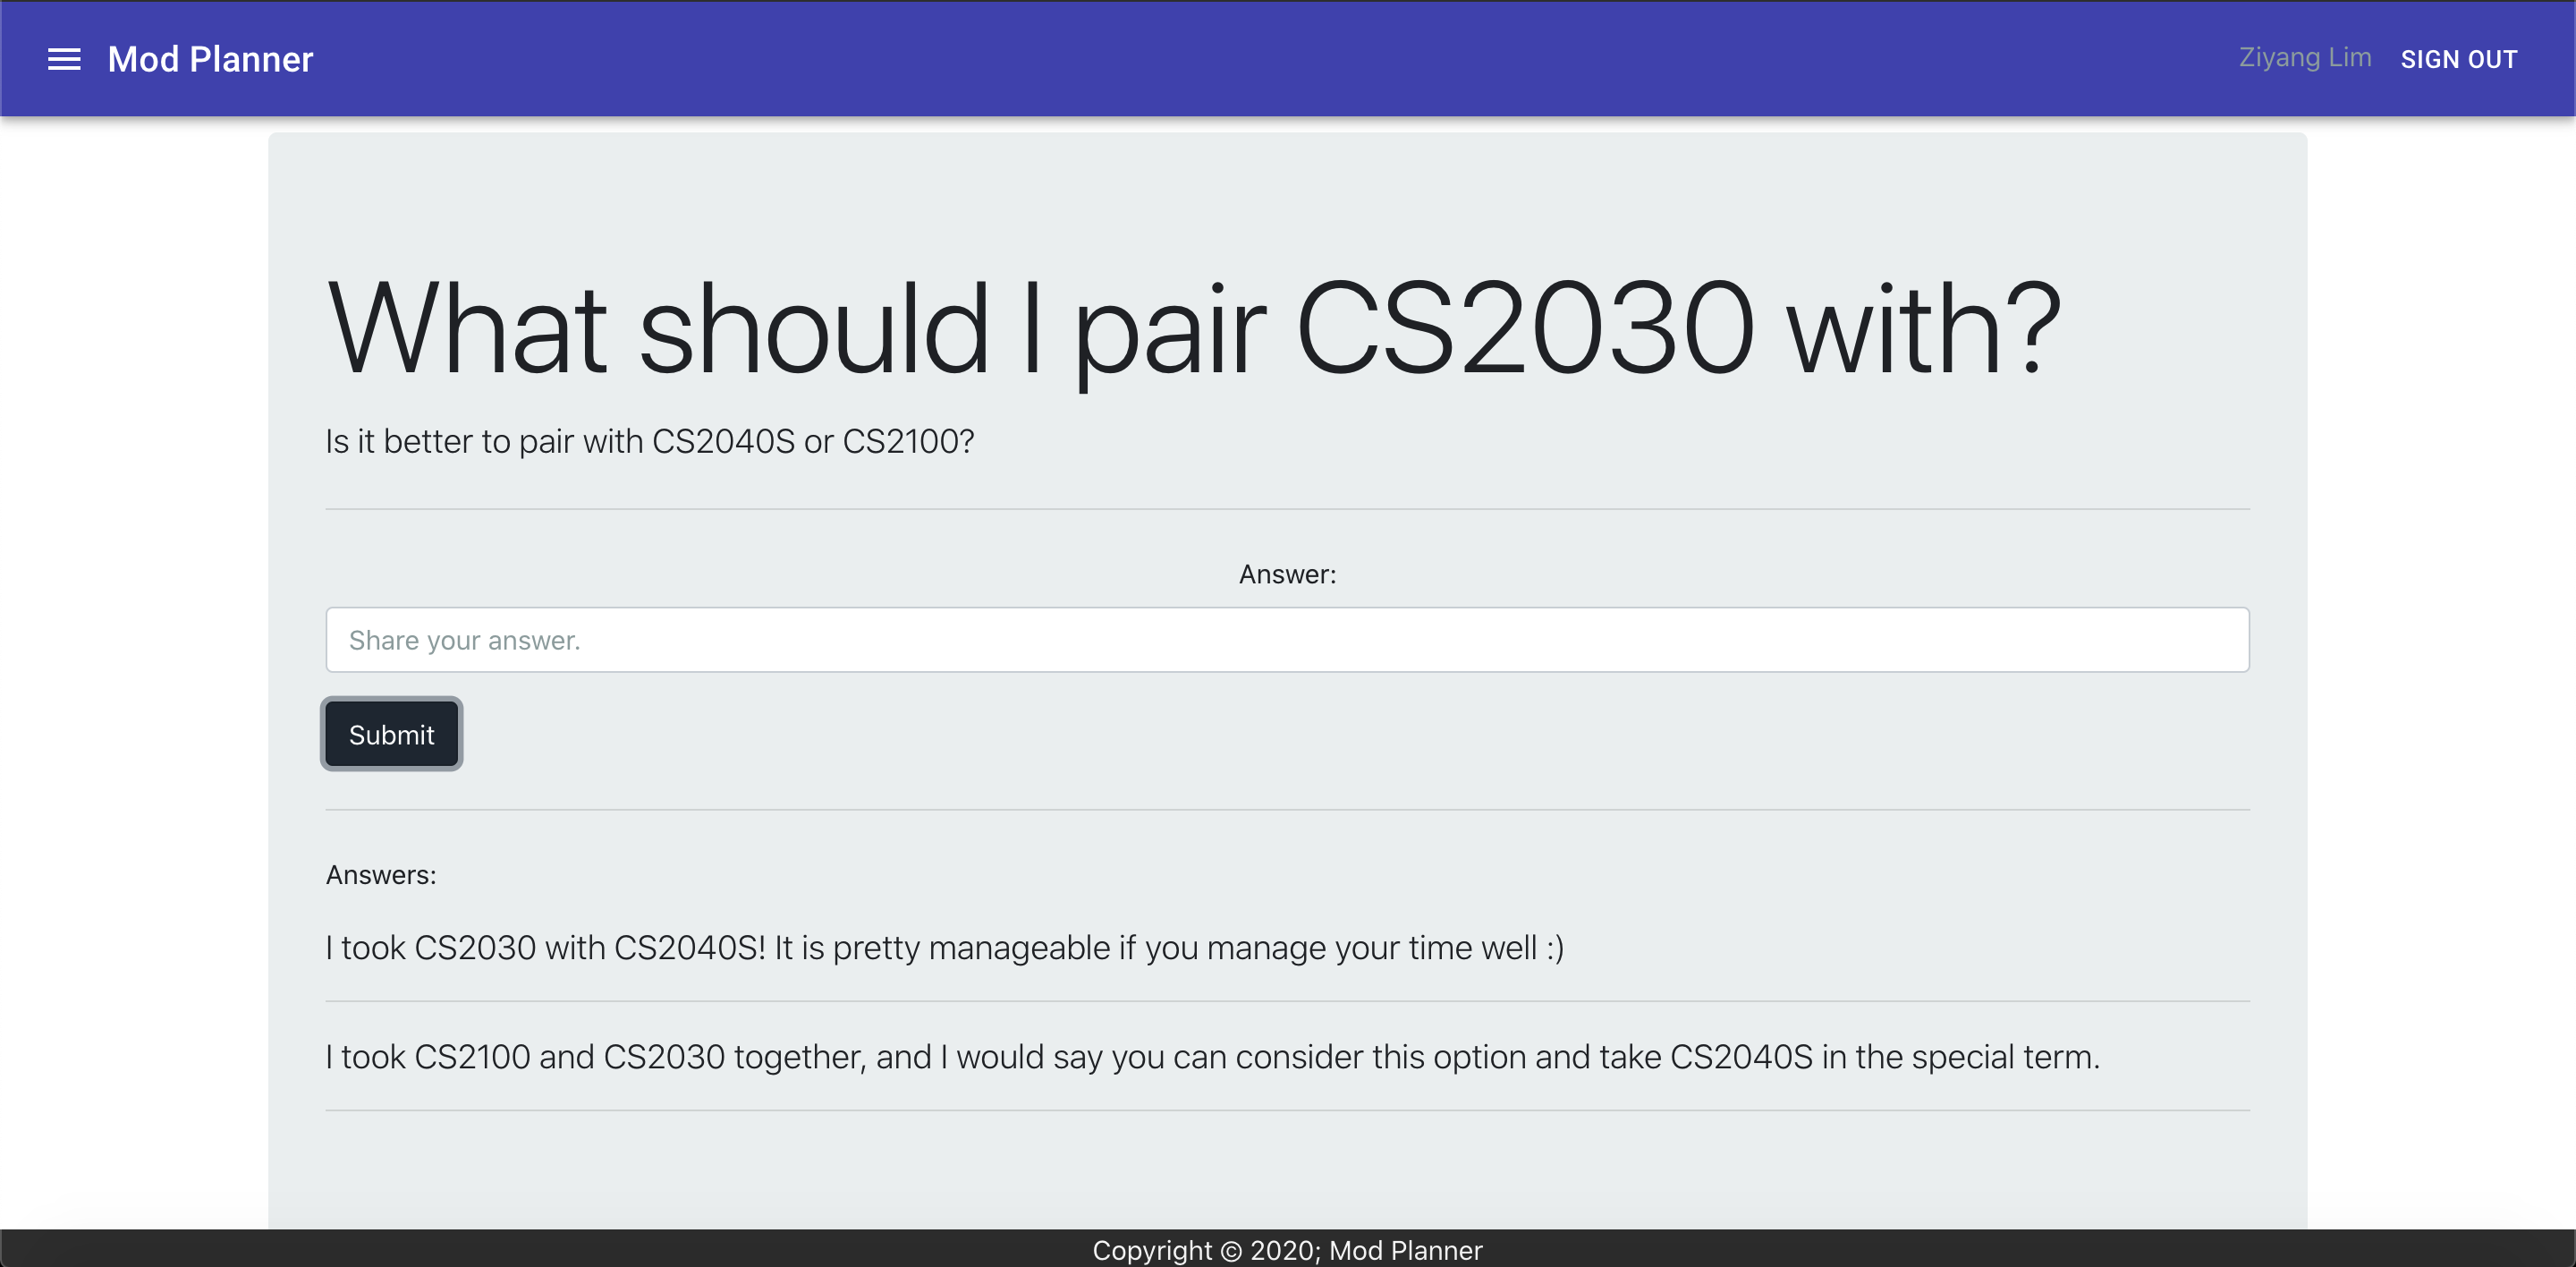 Mod Planner
Ziyang Lim
SIGN OUT
What should I pair CS2030 with?
Is it better to pair with CS2040S or CS2100?
Answer:
Share your answer.
Submit
Answers:
I took CS2030 with CS2040S! It is pretty manageable if you manage your time well :)
I took CS2100 and CS2030 together, and I would say you can consider this option and take CS2040S in the special term.
Copyright © 2020; Mod Planner